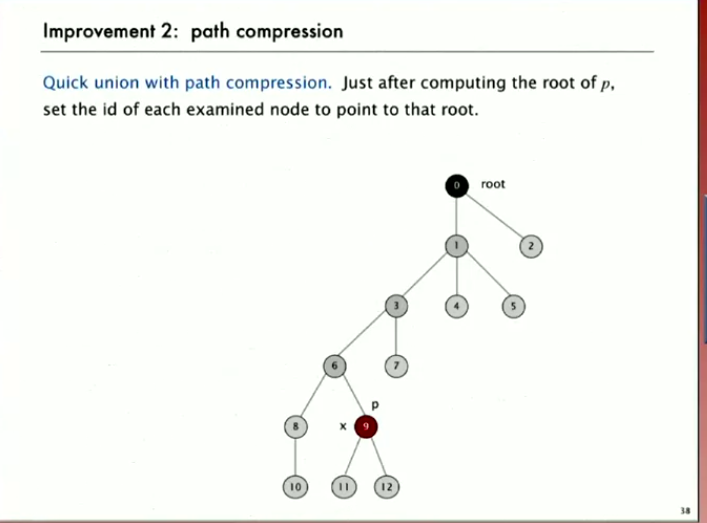 Improvement 2: path compression
Quick union with path compression. Just after computing the root of p,
set the id of each examined node to point to that root.
0 root
1 2
3 4 5
6 7
p
8 x 9
10 11 12
38